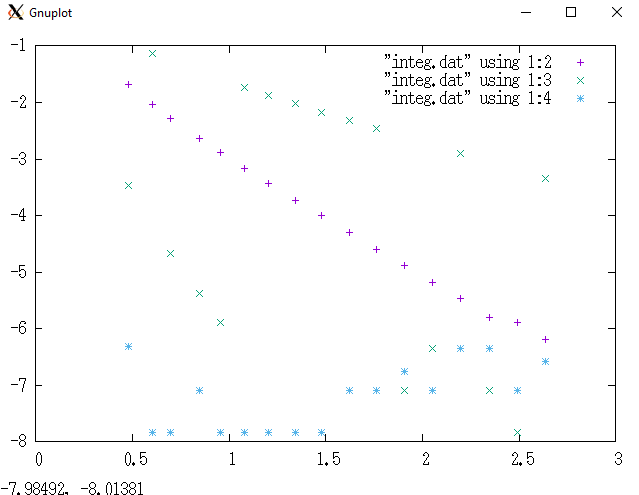 Gnuplot
"integ.dat" using 1:2
"integ.dat" using 1:3
"integ.dat" using 1:4
-1
-2
-3
-4
-5
-6
-7
-8
0 0.5 1 1.5 2 2.5 3
-7.98492, -8.01381